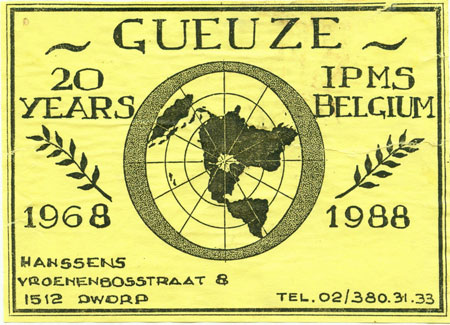 ~ GUEUZE ~
20 YEARS
IPMS BELGIUM
1968
1988
HANSSENS
VROENENBOSSTRAAT 8
1512 DWORP
TEL. 02/380.31.33